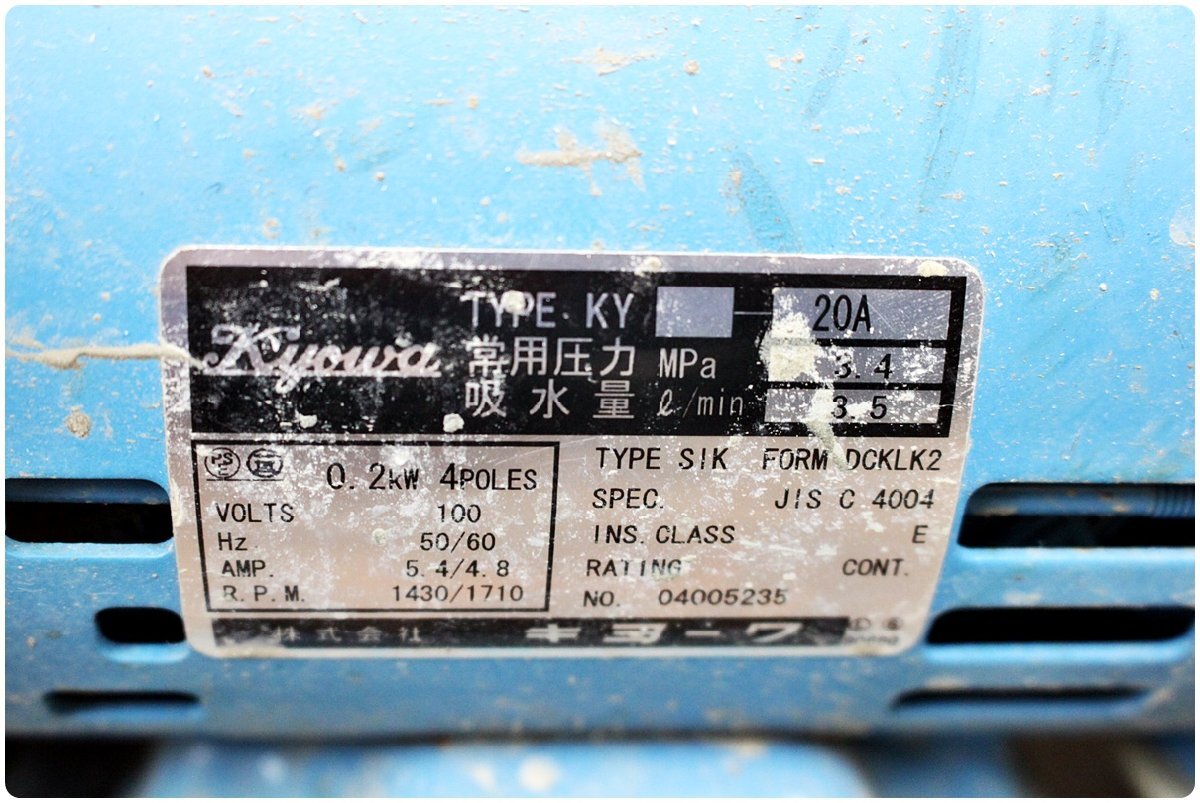 Kyowa
TYPE KY - 20A
常用圧力 MPa 3.4
吸水量 ℓ/min 3.5
0.2kW 4POLES
VOLTS 100
Hz 50/60
AMP. 5.4/4.8
R.P.M. 1430/1710
TYPE SIK FORM DCKLK2
SPEC. JIS C 4004
INS. CLASS E
RATING CONT.
NO. 04005235
株式会社 キョーワ